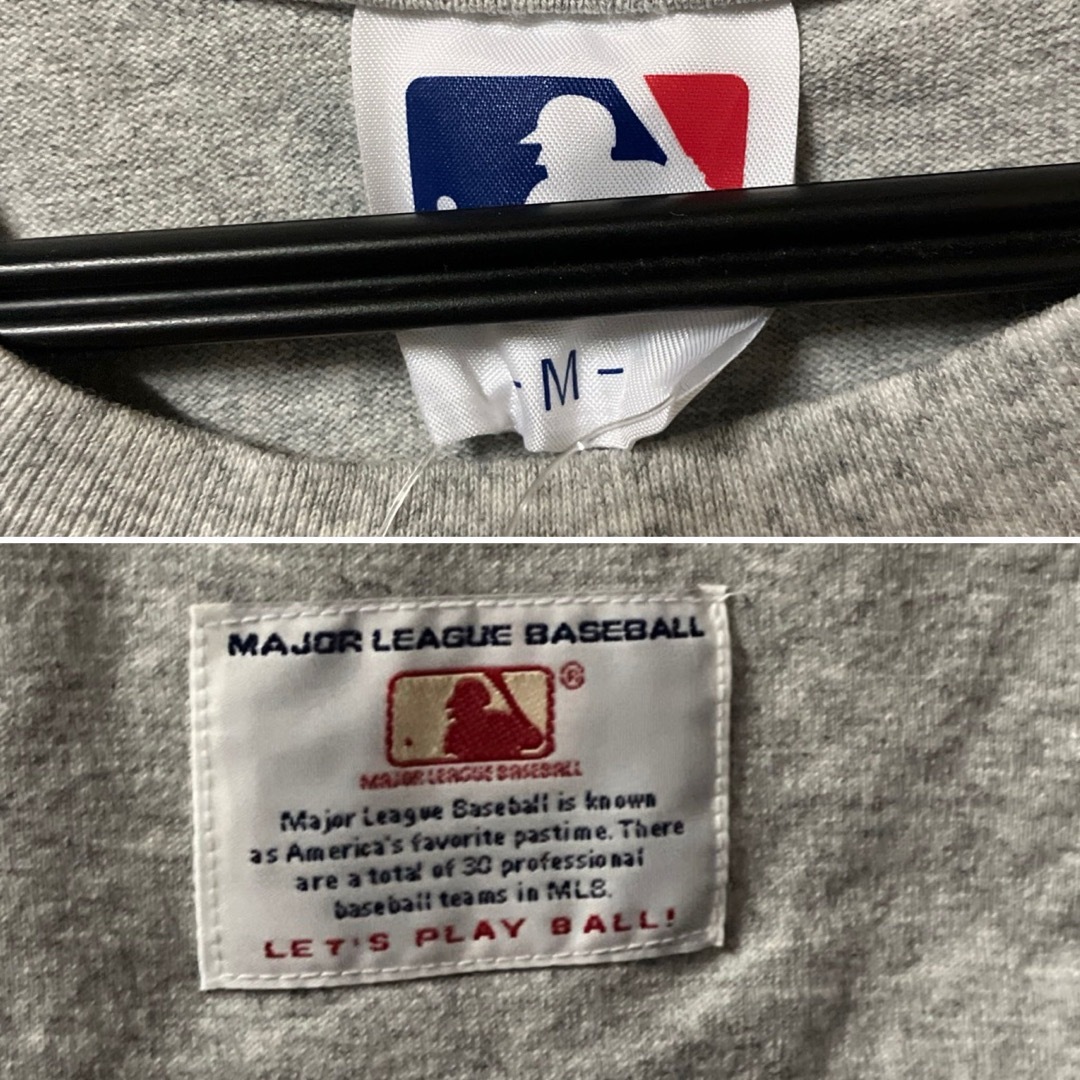 - M -
MAJOR LEAGUE BASEBALL
®
MAJOR LEAGUE BASEBALL
Major League Baseball is known
as America's favorite pastime. There
are a total of 30 professional
baseball teams in MLB.
LET'S PLAY BALL!